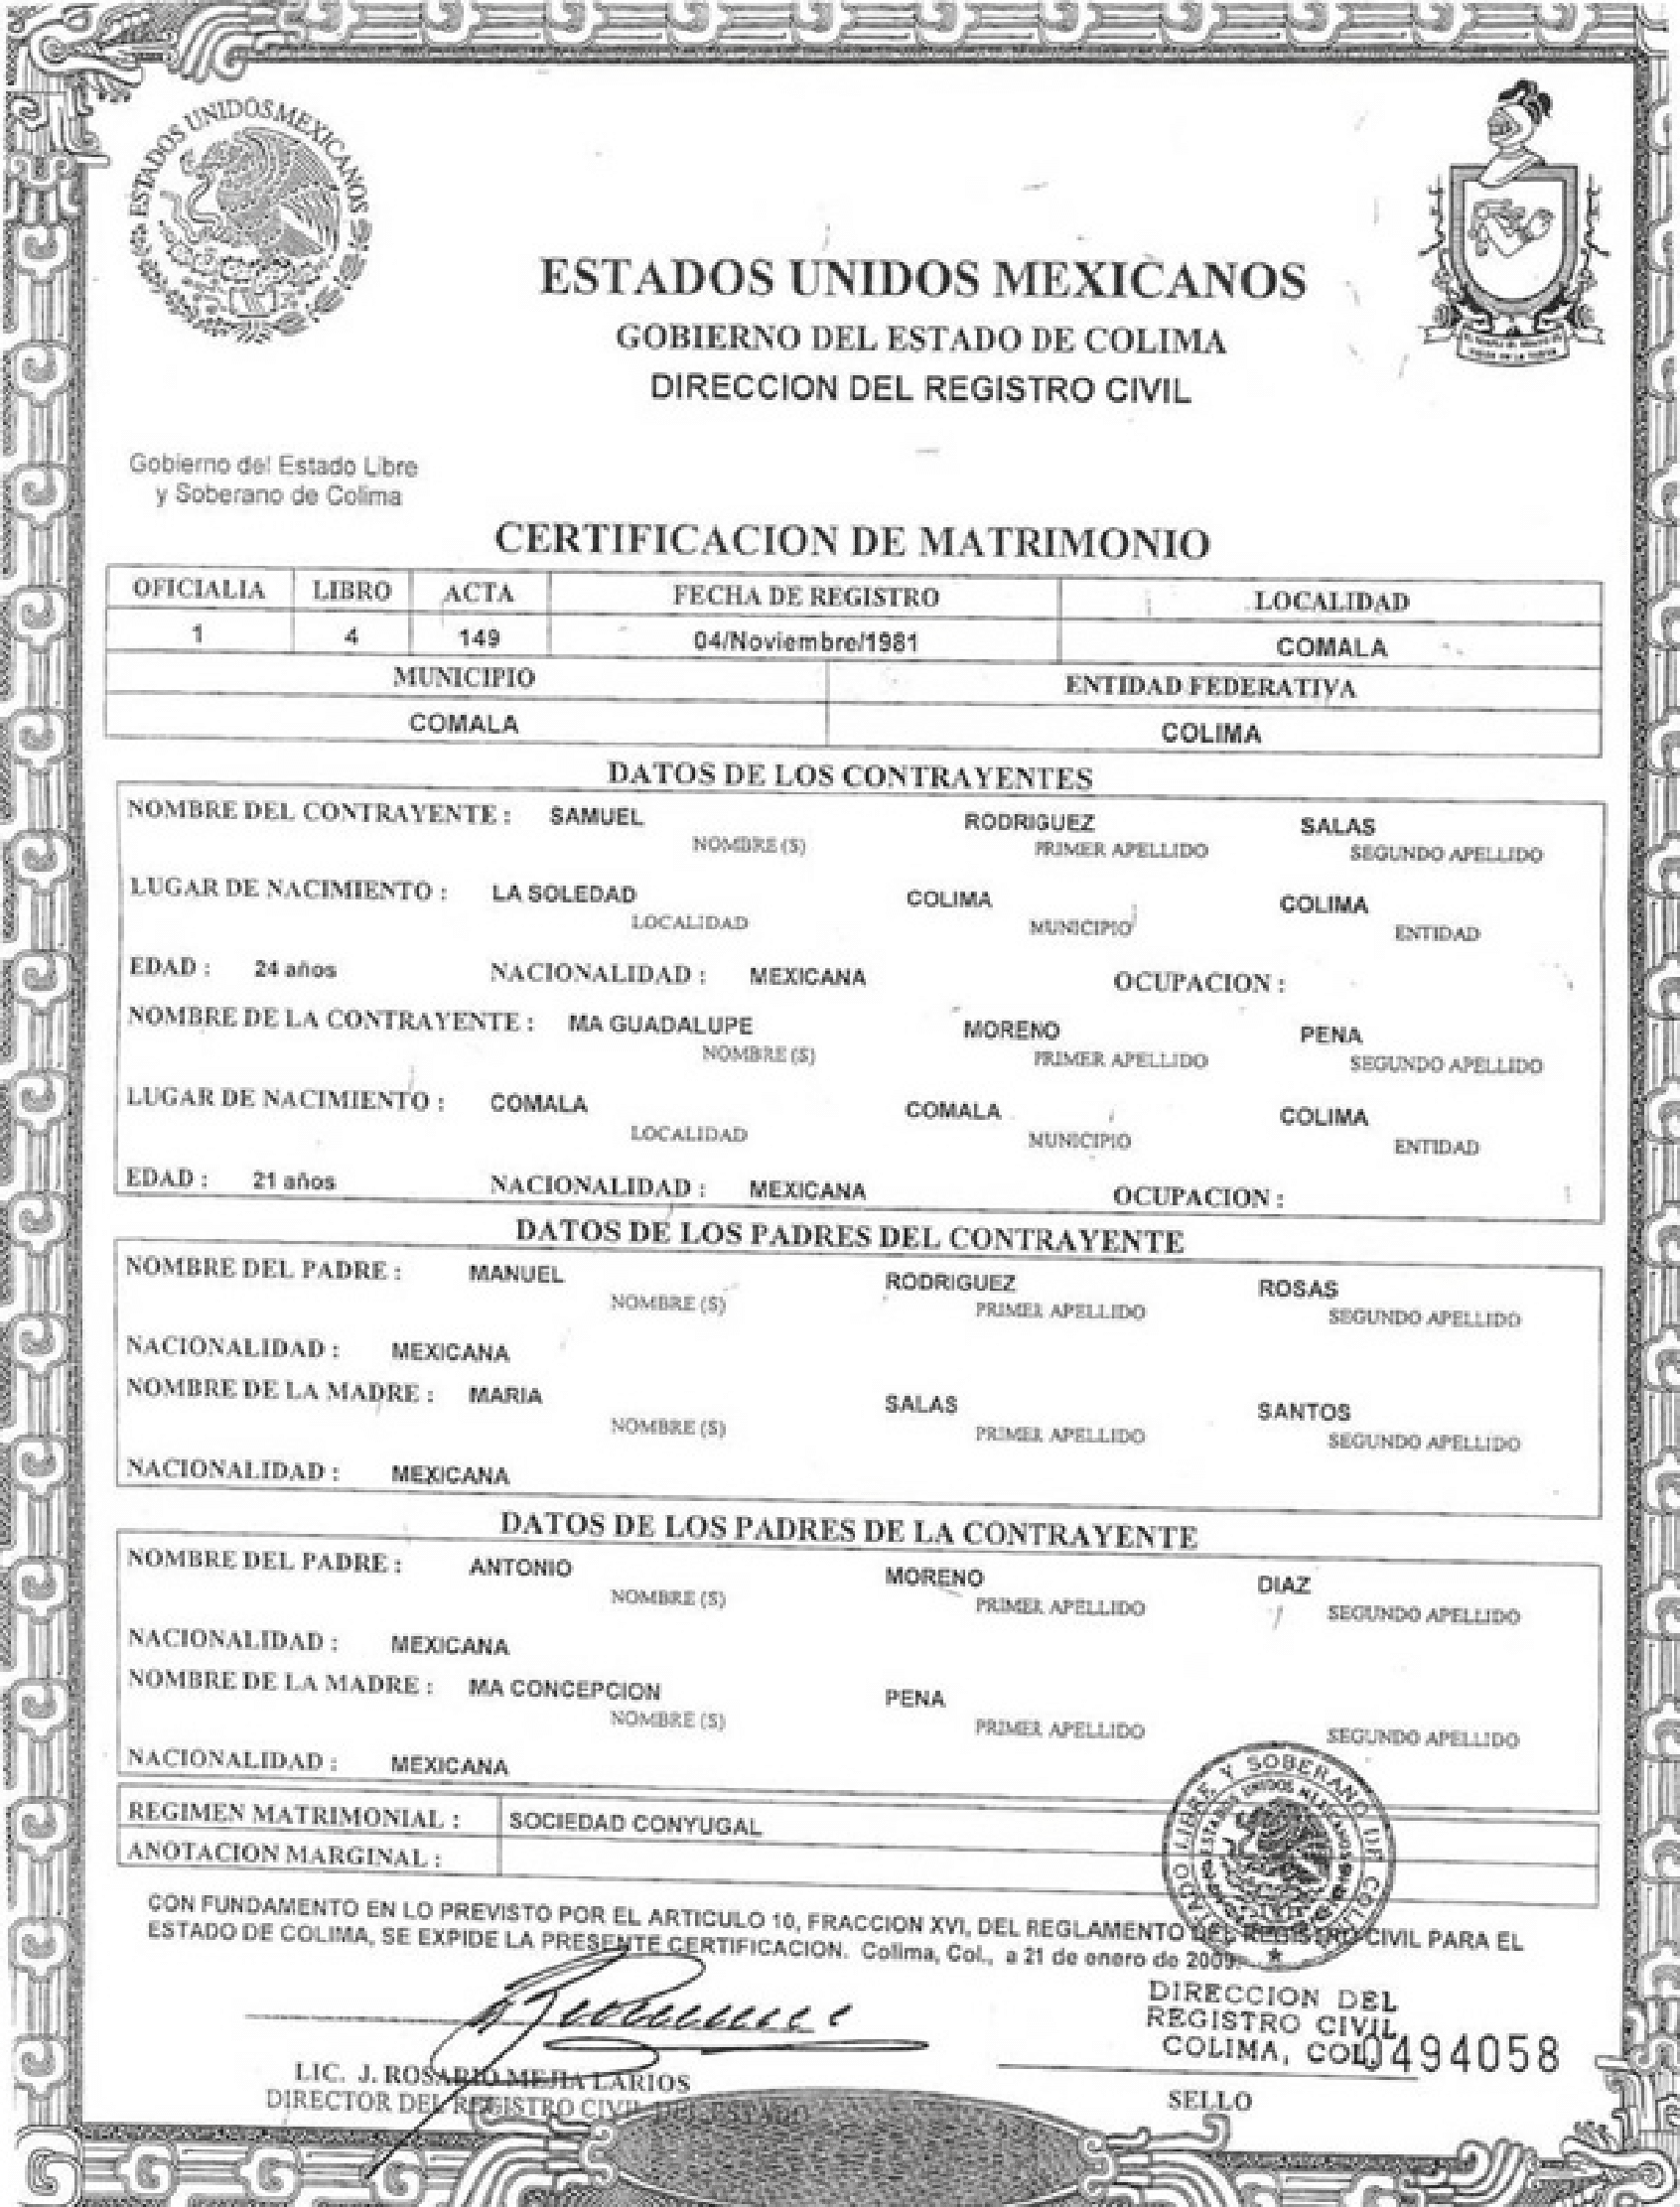 ESTADOS UNIDOS MEXICANOS
ESTADOS UNIDOS MEXICANOS
GOBIERNO DEL ESTADO DE COLIMA
DIRECCION DEL REGISTRO CIVIL
Gobierno del Estado Libre
y Soberano de Colima
CERTIFICACION DE MATRIMONIO
OFICIALIA LIBRO ACTA FECHA DE REGISTRO LOCALIDAD
1 4 149 04/Noviembre/1981 COMALA
MUNICIPIO ENTIDAD FEDERATIVA
COMALA COLIMA
DATOS DE LOS CONTRAYENTES
NOMBRE DEL CONTRAYENTE : SAMUEL RODRIGUEZ SALAS
NOMBRE (S) PRIMER APELLIDO SEGUNDO APELLIDO
LUGAR DE NACIMIENTO : LA SOLEDAD COLIMA COLIMA
LOCALIDAD MUNICIPIO ENTIDAD
EDAD : 24 años NACIONALIDAD : MEXICANA OCUPACION :
NOMBRE DE LA CONTRAYENTE : MA GUADALUPE MORENO PENA
NOMBRE (S) PRIMER APELLIDO SEGUNDO APELLIDO
LUGAR DE NACIMIENTO : COMALA COMALA COLIMA
LOCALIDAD MUNICIPIO ENTIDAD
EDAD : 21 años NACIONALIDAD : MEXICANA OCUPACION :
DATOS DE LOS PADRES DEL CONTRAYENTE
NOMBRE DEL PADRE : MANUEL RODRIGUEZ ROSAS
NOMBRE (S) PRIMER APELLIDO SEGUNDO APELLIDO
NACIONALIDAD : MEXICANA
NOMBRE DE LA MADRE : MARIA SALAS SANTOS
NOMBRE (S) PRIMER APELLIDO SEGUNDO APELLIDO
NACIONALIDAD : MEXICANA
DATOS DE LOS PADRES DE LA CONTRAYENTE
NOMBRE DEL PADRE : ANTONIO MORENO DIAZ
NOMBRE (S) PRIMER APELLIDO SEGUNDO APELLIDO
NACIONALIDAD : MEXICANA
NOMBRE DE LA MADRE : MA CONCEPCION PENA
NOMBRE (S) PRIMER APELLIDO SEGUNDO APELLIDO
NACIONALIDAD : MEXICANA
REGIMEN MATRIMONIAL : SOCIEDAD CONYUGAL
ANOTACION MARGINAL :
LIBRE Y SOBERANO DE
ESTADOS UNIDOS MEXICANOS
CON FUNDAMENTO EN LO PREVISTO POR EL ARTICULO 10, FRACCION XVI, DEL REGLAMENTO DEL REGISTRO CIVIL PARA EL
ESTADO DE COLIMA, SE EXPIDE LA PRESENTE CERTIFICACION. Colima, Col., a 21 de enero de 2009.
DIRECCION DEL
REGISTRO CIVIL
COLIMA, COL.
0494058
LIC. J. ROSARIO MEJIA LARIOS
DIRECTOR DEL REGISTRO CIVIL DEL ESTADO
SELLO